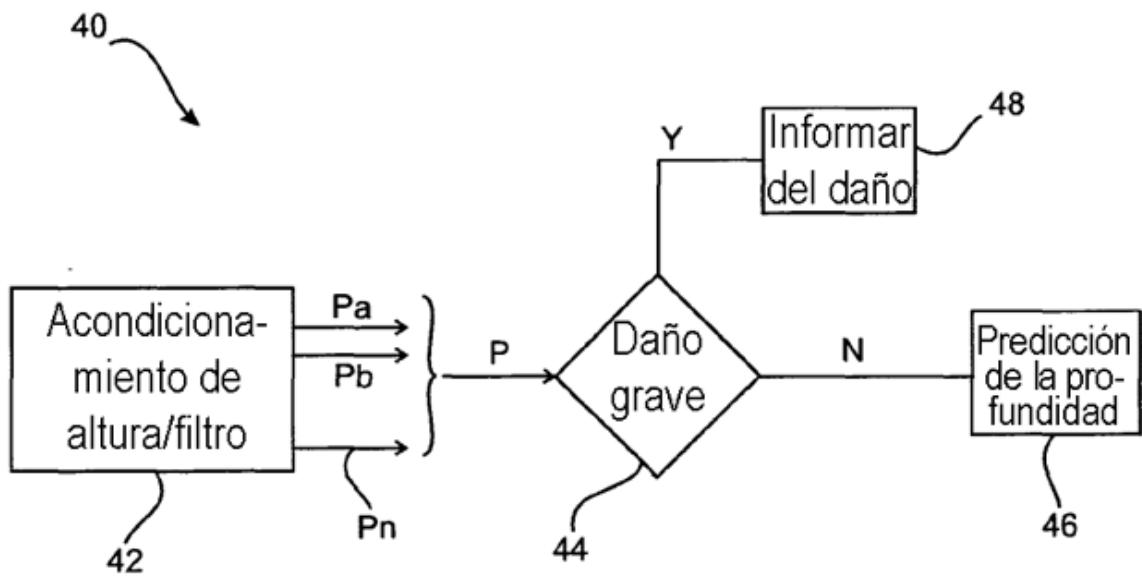 40
48
Y
Informar
del daño
Acondiciona-
miento de
altura/filtro
Pa
Pb
Pn
P
Daño
grave
N
Predicción
de la pro-
fundidad
42
44
46